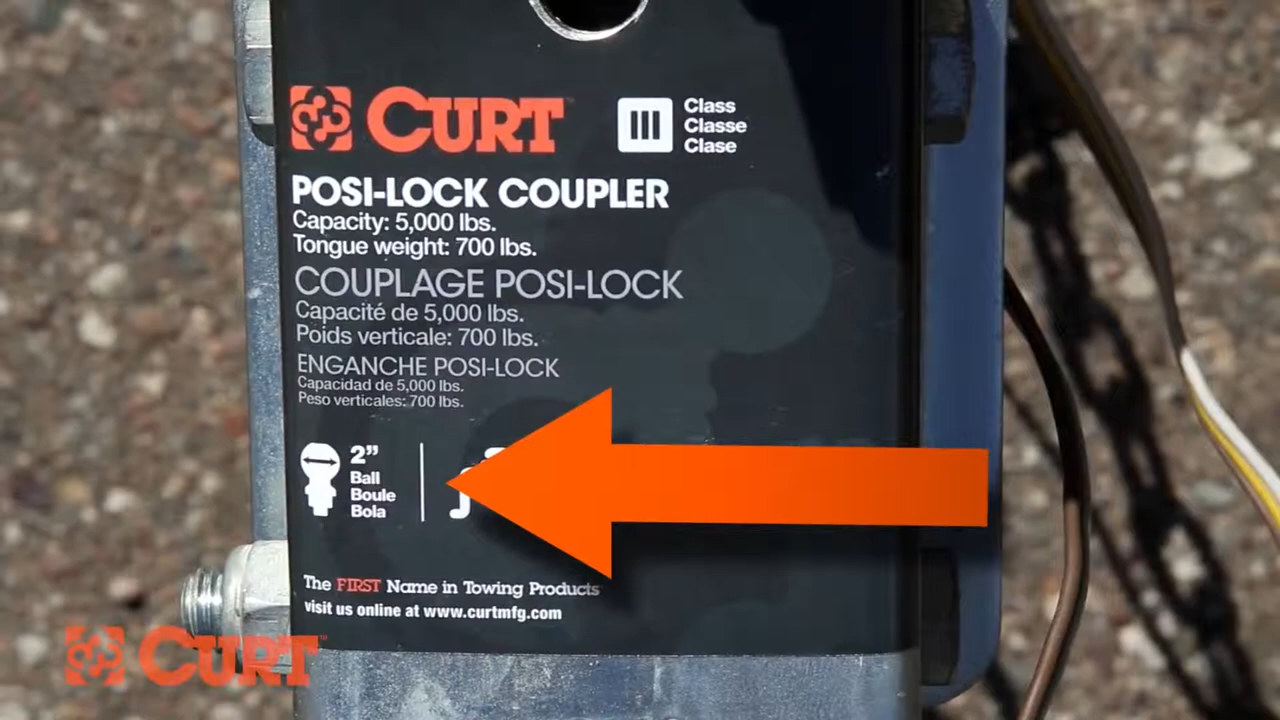 CURT
III
Class
Classe
Clase
POSI-LOCK COUPLER
Capacity: 5,000 lbs.
Tongue weight: 700 lbs.
COUPLAGE POSI-LOCK
Capacité de 5,000 lbs.
Poids verticale: 700 lbs.
ENGANCHE POSI-LOCK
Capacidad de 5,000 lbs.
Peso verticales: 700 lbs.
2”
Ball
Boule
Bola
The FIRST Name in Towing Products
visit us online at www.curtmfg.com
CURT™